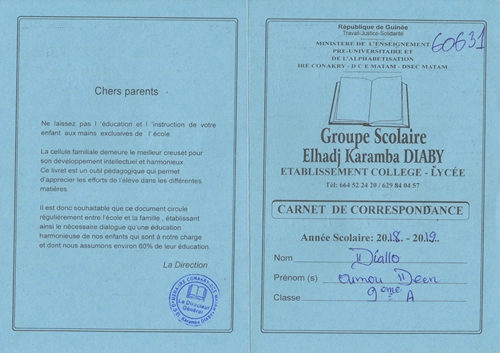 Chers parents
Ne laissez pas l 'éducation et l 'instruction de votre
enfant aux mains exclusives de l' école.
La cellule familiale demeure le meilleur creuset pour
son développement intellectuel et harmonieux.
Ce livret est un outil pédagogique qui permet
d'apprécier les efforts de l'élève dans les différentes
matières.
Il est donc souhaitable que ce document circule
régulièrement entre l'école et la famille , établissant
ainsi le nécessaire dialogue qu'une éducation
harmonieuse de nos enfants qui sont à notre charge
et dont nous assumons environ 60% de leur éducation.
La Direction
Le Directeur
Général
République de Guinée
Travail-Justice-Solidarité
60631
MINISTERE DE L'ENSEIGNEMENT
PRE-UNIVERSITAIRE ET
DE L'ALPHABETISATION
IRE CONAKRY - D C E MATAM - DSEC MATAM
Groupe Scolaire
Elhadj Karamba DIABY
ETABLISSEMENT COLLEGE - LYCÉE
Tél: 664 52 24 20 / 629 84 04 57
CARNET DE CORRESPONDANCE
Année Scolaire: 2018 - 2019
Nom Diallo
Prénom (s) oumou Deen
Classe 9eme A